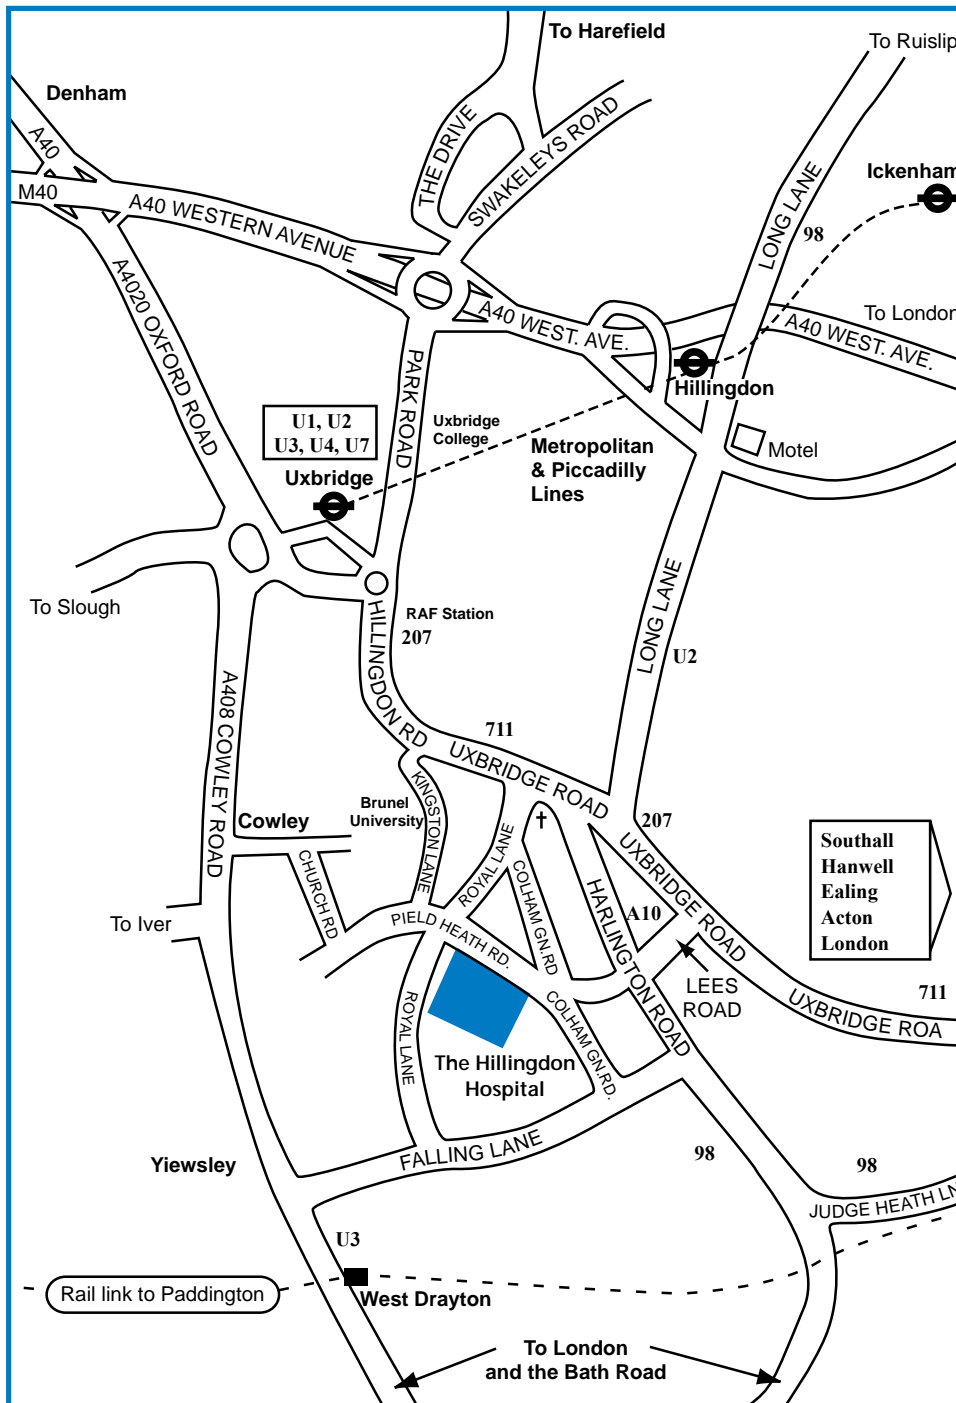 To Harefield
To Ruislip
Denham
A40
THE DRIVE
SWAKELEYS ROAD
Ickenham
M40
A40 WESTERN AVENUE
LONG LANE
98
A4020 OXFORD ROAD
A40 WEST. AVE.
To London
A40 WEST. AVE.
PARK ROAD
Hillingdon
U1, U2
U3, U4, U7
Uxbridge
College
Uxbridge
Metropolitan
& Piccadilly
Lines
Motel
To Slough
HILLINGDON RD
RAF Station
207
LONG LANE
U2
A408 COWLEY ROAD
711
UXBRIDGE ROAD
KINGSTON LANE
Brunel
University
Cowley
207
UXBRIDGE ROAD
Southall
Hanwell
Ealing
Acton
London
CHURCH RD
ROYAL LANE
COLHAM GN.RD
HARLINGTON ROAD
A10
To Iver
PIELD HEATH RD.
LEES
ROAD
711
UXBRIDGE ROA
ROYAL LANE
COLHAM GN.RD.
The Hillingdon
Hospital
FALLING LANE
Yiewsley
98
98
JUDGE HEATH LN
U3
Rail link to Paddington
West Drayton
To London
and the Bath Road